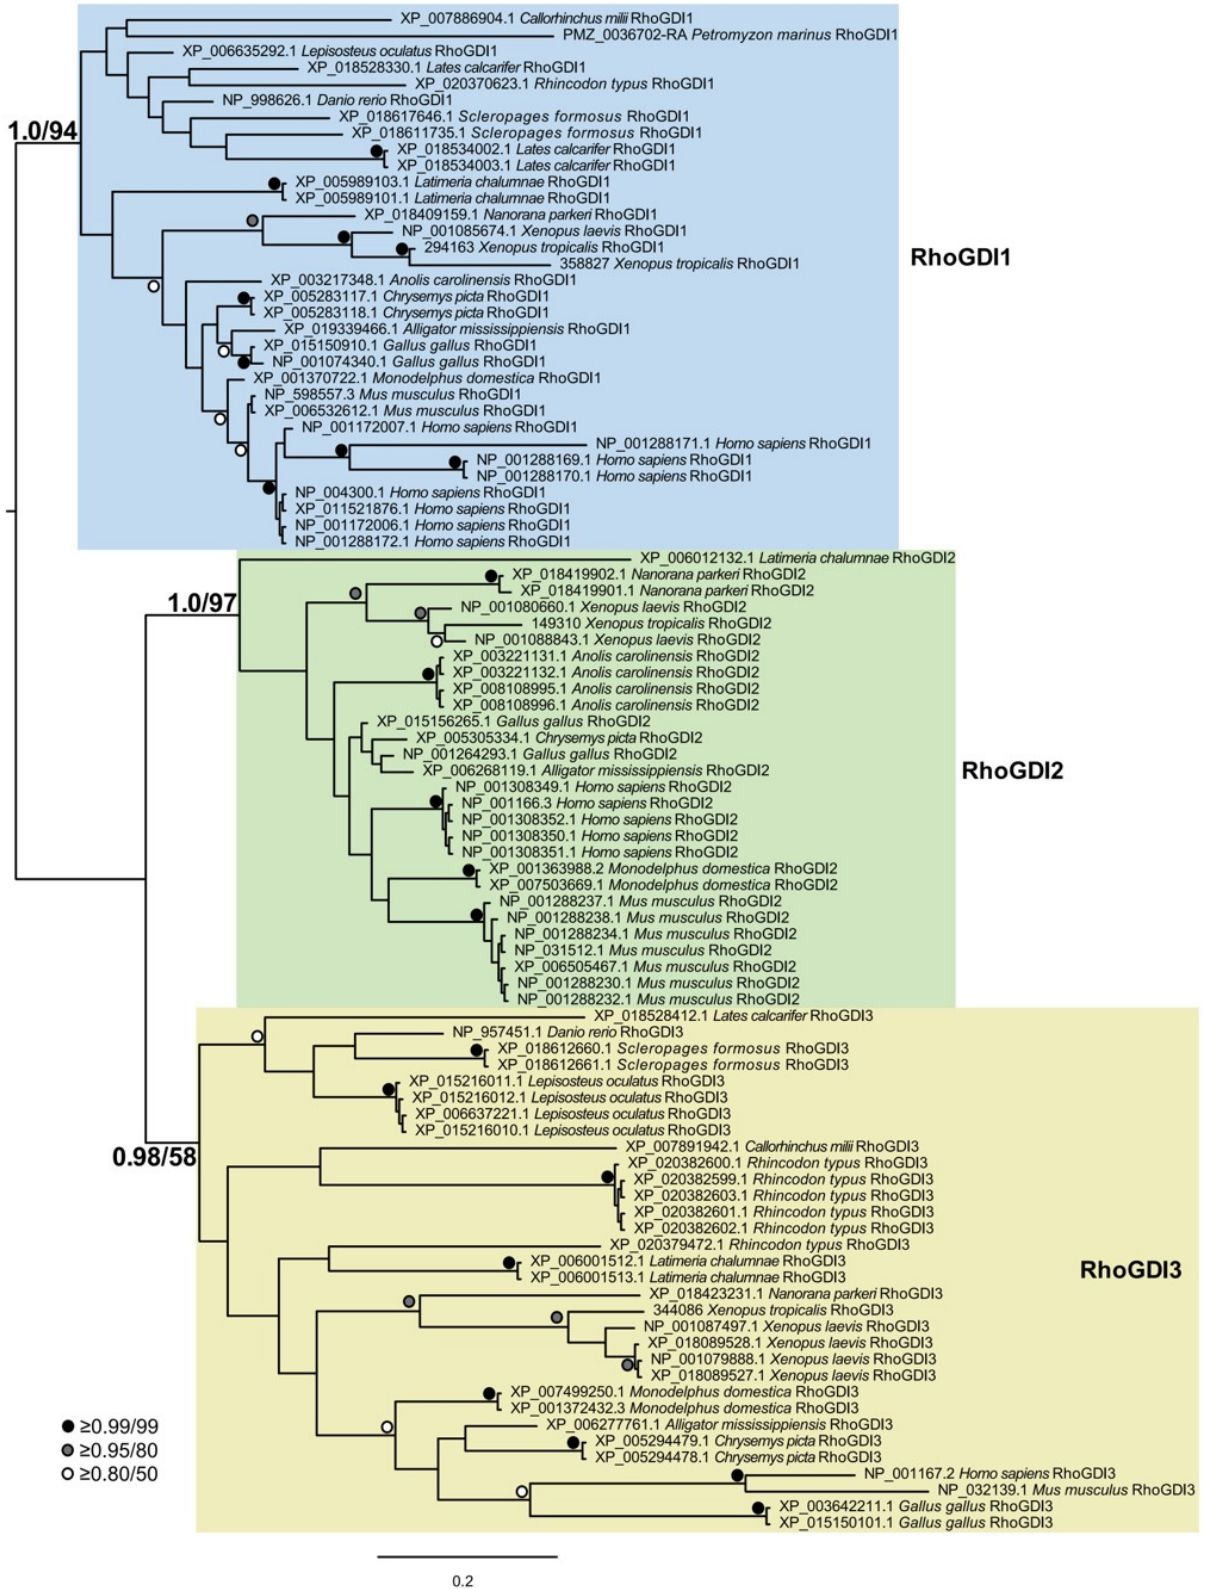 XP_007886904.1 Callorhinchus milii RhoGDI1
PMZ_0036702-RA Petromyzon marinus RhoGDI1
XP_006635292.1 Lepisosteus oculatus RhoGDI1
XP_018528330.1 Lates calcarifer RhoGDI1
XP_020370623.1 Rhincodon typus RhoGDI1
NP_998626.1 Danio rerio RhoGDI1
XP_018617646.1 Scleropages formosus RhoGDI1
1.0/94
XP_018611735.1 Scleropages formosus RhoGDI1
XP_018534002.1 Lates calcarifer RhoGDI1
XP_018534003.1 Lates calcarifer RhoGDI1
XP_005989103.1 Latimeria chalumnae RhoGDI1
XP_005989101.1 Latimeria chalumnae RhoGDI1
XP_018409159.1 Nanorana parkeri RhoGDI1
NP_001085674.1 Xenopus laevis RhoGDI1
294163 Xenopus tropicalis RhoGDI1
RhoGDI1
358827 Xenopus tropicalis RhoGDI1
XP_003217348.1 Anolis carolinensis RhoGDI1
XP_005283117.1 Chrysemys picta RhoGDI1
XP_005283118.1 Chrysemys picta RhoGDI1
XP_019339466.1 Alligator mississippiensis RhoGDI1
XP_015150910.1 Gallus gallus RhoGDI1
NP_001074340.1 Gallus gallus RhoGDI1
XP_001370722.1 Monodelphus domestica RhoGDI1
NP_598557.3 Mus musculus RhoGDI1
XP_006532612.1 Mus musculus RhoGDI1
NP_001172007.1 Homo sapiens RhoGDI1
NP_001288171.1 Homo sapiens RhoGDI1
NP_001288169.1 Homo sapiens RhoGDI1
NP_001288170.1 Homo sapiens RhoGDI1
NP_004300.1 Homo sapiens RhoGDI1
XP_011521876.1 Homo sapiens RhoGDI1
NP_001172006.1 Homo sapiens RhoGDI1
NP_001288172.1 Homo sapiens RhoGDI1
XP_006012132.1 Latimeria chalumnae RhoGDI2
XP_018419902.1 Nanorana parkeri RhoGDI2
XP_018419901.1 Nanorana parkeri RhoGDI2
1.0/97
NP_001080660.1 Xenopus laevis RhoGDI2
149310 Xenopus tropicalis RhoGDI2
NP_001088843.1 Xenopus laevis RhoGDI2
XP_003221131.1 Anolis carolinensis RhoGDI2
XP_003221132.1 Anolis carolinensis RhoGDI2
XP_008108995.1 Anolis carolinensis RhoGDI2
XP_008108996.1 Anolis carolinensis RhoGDI2
XP_015156265.1 Gallus gallus RhoGDI2
XP_005305334.1 Chrysemys picta RhoGDI2
NP_001264293.1 Gallus gallus RhoGDI2
XP_006268119.1 Alligator mississippiensis RhoGDI2
RhoGDI2
NP_001308349.1 Homo sapiens RhoGDI2
NP_001166.3 Homo sapiens RhoGDI2
NP_001308352.1 Homo sapiens RhoGDI2
NP_001308350.1 Homo sapiens RhoGDI2
NP_001308351.1 Homo sapiens RhoGDI2
XP_001363988.2 Monodelphus domestica RhoGDI2
XP_007503669.1 Monodelphus domestica RhoGDI2
NP_001288237.1 Mus musculus RhoGDI2
NP_001288238.1 Mus musculus RhoGDI2
NP_001288234.1 Mus musculus RhoGDI2
NP_031512.1 Mus musculus RhoGDI2
XP_006505467.1 Mus musculus RhoGDI2
NP_001288230.1 Mus musculus RhoGDI2
NP_001288232.1 Mus musculus RhoGDI2
XP_018528412.1 Lates calcarifer RhoGDI3
NP_957451.1 Danio rerio RhoGDI3
XP_018612660.1 Scleropages formosus RhoGDI3
XP_018612661.1 Scleropages formosus RhoGDI3
XP_015216011.1 Lepisosteus oculatus RhoGDI3
XP_015216012.1 Lepisosteus oculatus RhoGDI3
XP_006637221.1 Lepisosteus oculatus RhoGDI3
XP_015216010.1 Lepisosteus oculatus RhoGDI3
XP_007891942.1 Callorhinchus milii RhoGDI3
0.98/58
XP_020382600.1 Rhincodon typus RhoGDI3
XP_020382599.1 Rhincodon typus RhoGDI3
XP_020382603.1 Rhincodon typus RhoGDI3
XP_020382601.1 Rhincodon typus RhoGDI3
XP_020382602.1 Rhincodon typus RhoGDI3
XP_020379472.1 Rhincodon typus RhoGDI3
XP_006001512.1 Latimeria chalumnae RhoGDI3
RhoGDI3
XP_006001513.1 Latimeria chalumnae RhoGDI3
XP_018423231.1 Nanorana parkeri RhoGDI3
344086 Xenopus tropicalis RhoGDI3
NP_001087497.1 Xenopus laevis RhoGDI3
XP_018089528.1 Xenopus laevis RhoGDI3
NP_001079888.1 Xenopus laevis RhoGDI3
XP_018089527.1 Xenopus laevis RhoGDI3
XP_007499250.1 Monodelphus domestica RhoGDI3
XP_001372432.3 Monodelphus domestica RhoGDI3
XP_006277761.1 Alligator mississippiensis RhoGDI3
≥0.99/99
XP_005294479.1 Chrysemys picta RhoGDI3
≥0.95/80
XP_005294478.1 Chrysemys picta RhoGDI3
≥0.80/50
NP_001167.2 Homo sapiens RhoGDI3
NP_032139.1 Mus musculus RhoGDI3
XP_003642211.1 Gallus gallus RhoGDI3
XP_015150101.1 Gallus gallus RhoGDI3
0.2